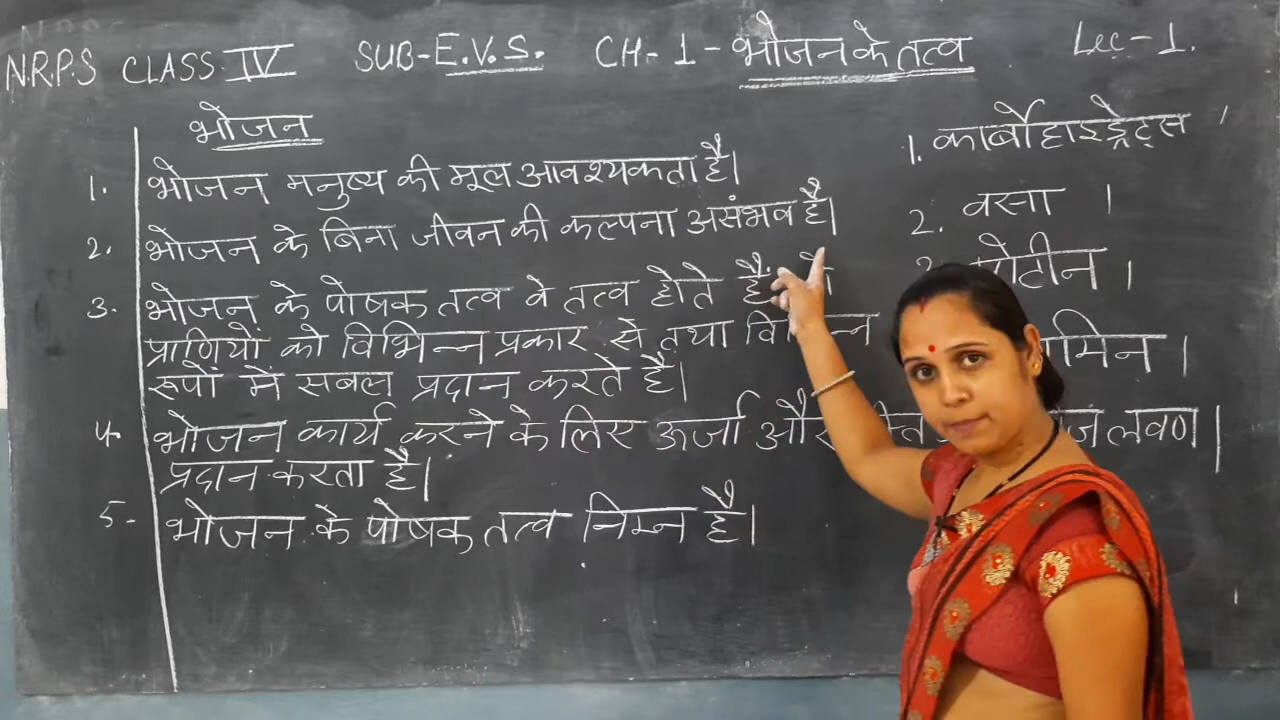 N.R.P.S CLASS IV SUB-E.V.S. CH-1-भोजन के तत्व Lec-1.
भोजन
1. भोजन मनुष्य की मूल आवश्यकता है।
2. भोजन के बिना जीवन की कल्पना असंभव है।
3. भोजन के पोषक तत्व वे तत्व होते हैं
प्राणियों को विभिन्न प्रकार से तथा
रूपों में सबल प्रदान करते हैं।
4. भोजन कार्य करने के लिए ऊर्जा और
प्रदान करता है।
5- भोजन के पोषक तत्व निम्न है।
1. कार्बोहाइड्रेट्स
2. वसा ।
लवण।